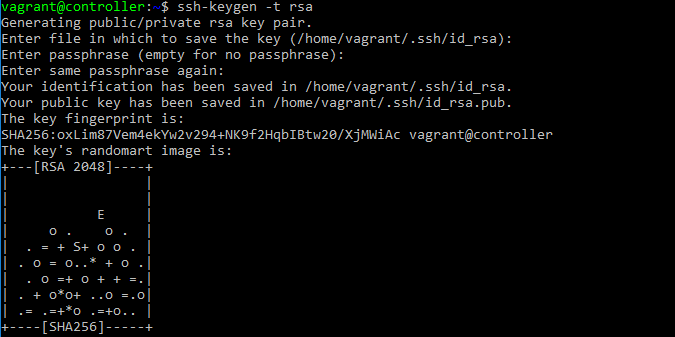 vagrant@controller:~$ ssh-keygen -t rsa
Generating public/private rsa key pair.
Enter file in which to save the key (/home/vagrant/.ssh/id_rsa):
Enter passphrase (empty for no passphrase):
Enter same passphrase again:
Your identification has been saved in /home/vagrant/.ssh/id_rsa.
Your public key has been saved in /home/vagrant/.ssh/id_rsa.pub.
The key fingerprint is:
SHA256:oxLim87Vem4ekYw2v294+NK9f2HqbIBtw20/XjMWiAc vagrant@controller
The key's randomart image is:
+---[RSA 2048]----+
|                 |
|                 |
|           E     |
|     o .    o .  |
|  . = + S+ o o . |
| . o = o..* + o .|
|  . o =+ o + + =.|
| . + o*o+ ..o =.o|
| .= .=+*o .=+o.. |
+----[SHA256]-----+